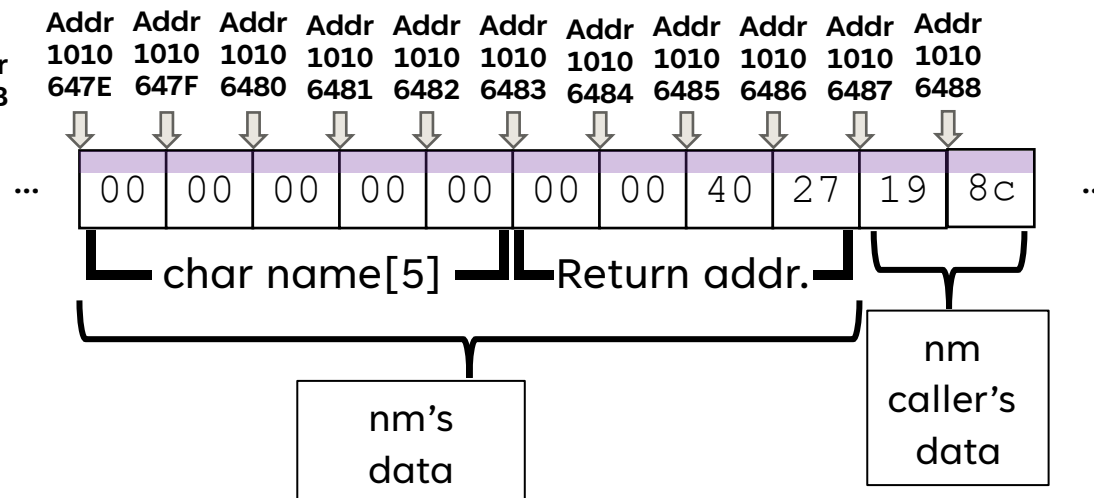 Addr Addr Addr Addr Addr Addr Addr Addr Addr Addr Addr
1010 1010 1010 1010 1010 1010 1010 1010 1010 1010 1010
647E 647F 6480 6481 6482 6483 6484 6485 6486 6487 6488
... 00 00 00 00 00 00 00 40 27 19 8c
char name[5] Return addr.
nm's
data
nm
caller's
data